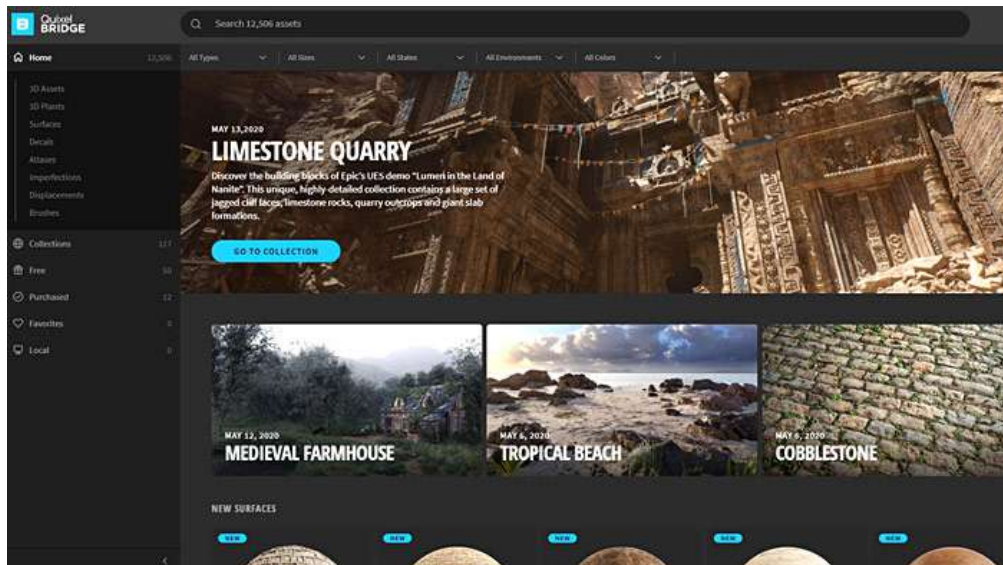 Quixel
BRIDGE
Search 12,506 assets
Home 12,506
All Types
All Sizes
All States
All Environments
All Colors
3D Assets
3D Plants
Surfaces
Decals
Atlases
Imperfections
Displacements
Brushes
Collections 117
Free 50
Purchased 12
Favorites 0
Local 0
MAY 13,2020
LIMESTONE QUARRY
Discover the building blocks of Epic's UE5 demo "Lumen in the Land of
Nanite". This unique, highly-detailed collection contains a large set of
jagged cliff faces, limestone rocks, quarry outcrops and giant slab
formations.
GO TO COLLECTION
MAY 12, 2020
MEDIEVAL FARMHOUSE
MAY 6, 2020
TROPICAL BEACH
MAY 6, 2020
COBBLESTONE
NEW SURFACES
NEW
NEW
NEW
NEW
NEW